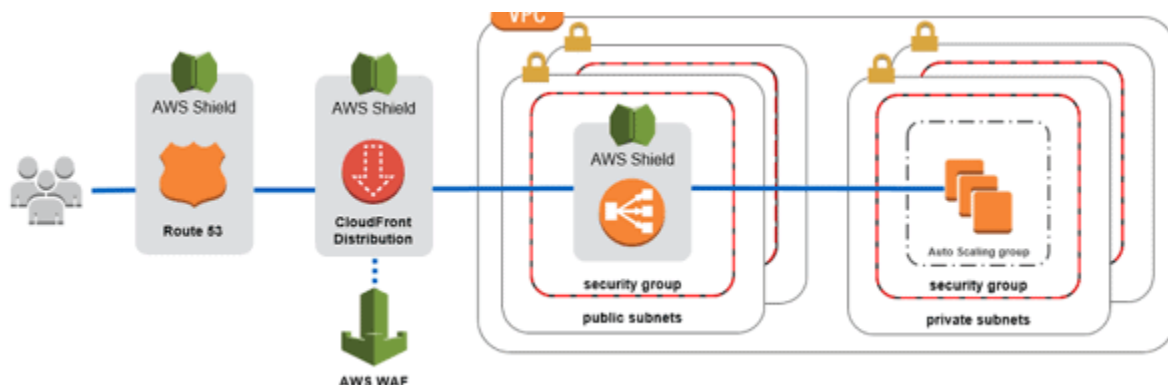 VPC
AWS Shield
Route 53
AWS Shield
CloudFront
Distribution
AWS WAF
AWS Shield
security group
public subnets
Auto Scaling group
security group
private subnets